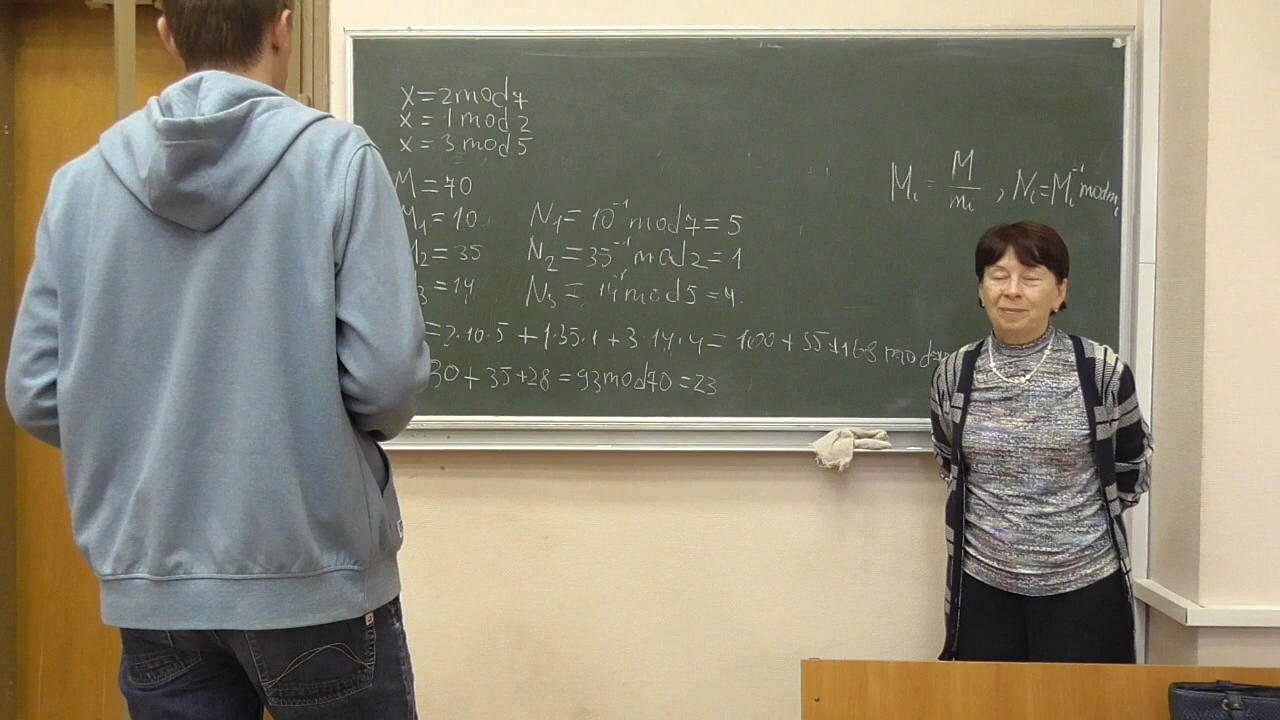 x = 2 mod 7
x = 1 mod 2
x = 3 mod 5
M = 70
M₁ = 10 N₁ = 10⁻¹ mod 7 = 5
M₂ = 35 N₂ = 35⁻¹ mod 2 = 1
3 = 14 N₃ = 14⁻¹ mod 5 = 4.
= 2·10·5 + 1·35·1 + 3·14·4 = 100 + 35 + 168 mod
30 + 35 + 28 = 93 mod 70 = 23
Mᵢ = M/mᵢ , Nᵢ = Mᵢ⁻¹ mod mᵢ